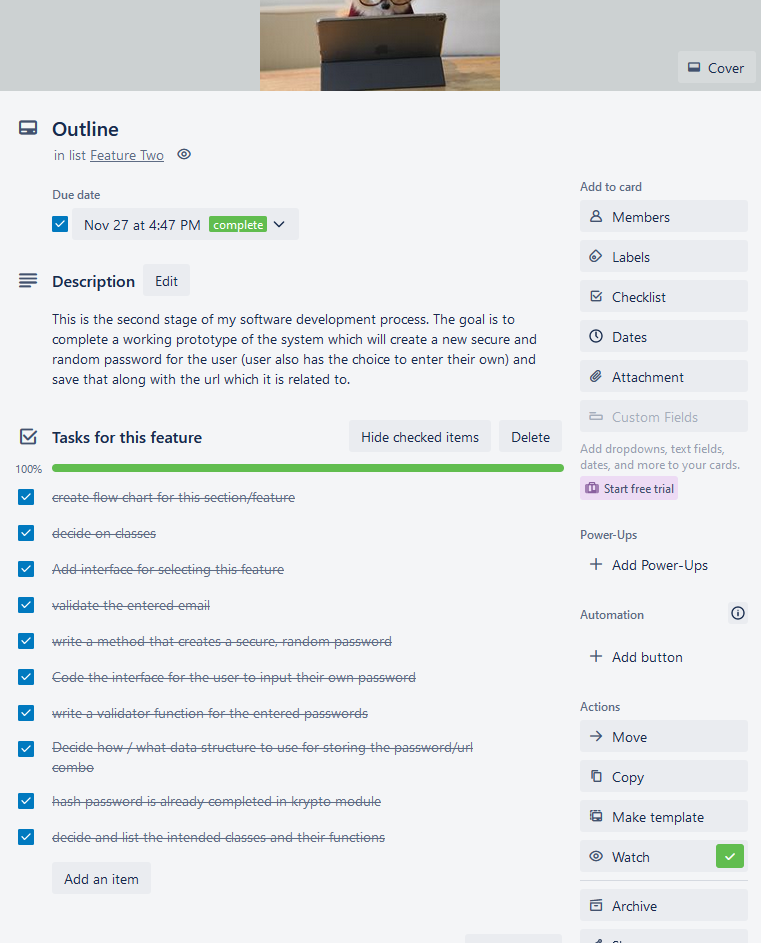 Cover
Outline
in list Feature Two
Due date
Nov 27 at 4:47 PM complete
Description Edit
This is the second stage of my software development process. The goal is to
complete a working prototype of the system which will create a new secure and
random password for the user (user also has the choice to enter their own) and
save that along with the url which it is related to.
Tasks for this feature Hide checked items Delete
100%
create flow chart for this section/feature
decide on classes
Add interface for selecting this feature
validate the entered email
write a method that creates a secure, random password
Code the interface for the user to input their own password
write a validator function for the entered passwords
Decide how / what data structure to use for storing the password/url
combo
hash password is already completed in krypto module
decide and list the intended classes and their functions
Add an item
Add to card
Members
Labels
Checklist
Dates
Attachment
Custom Fields
Add dropdowns, text fields,
dates, and more to your cards.
Start free trial
Power-Ups
+ Add Power-Ups
Automation
+ Add button
Actions
Move
Copy
Make template
Watch
Archive